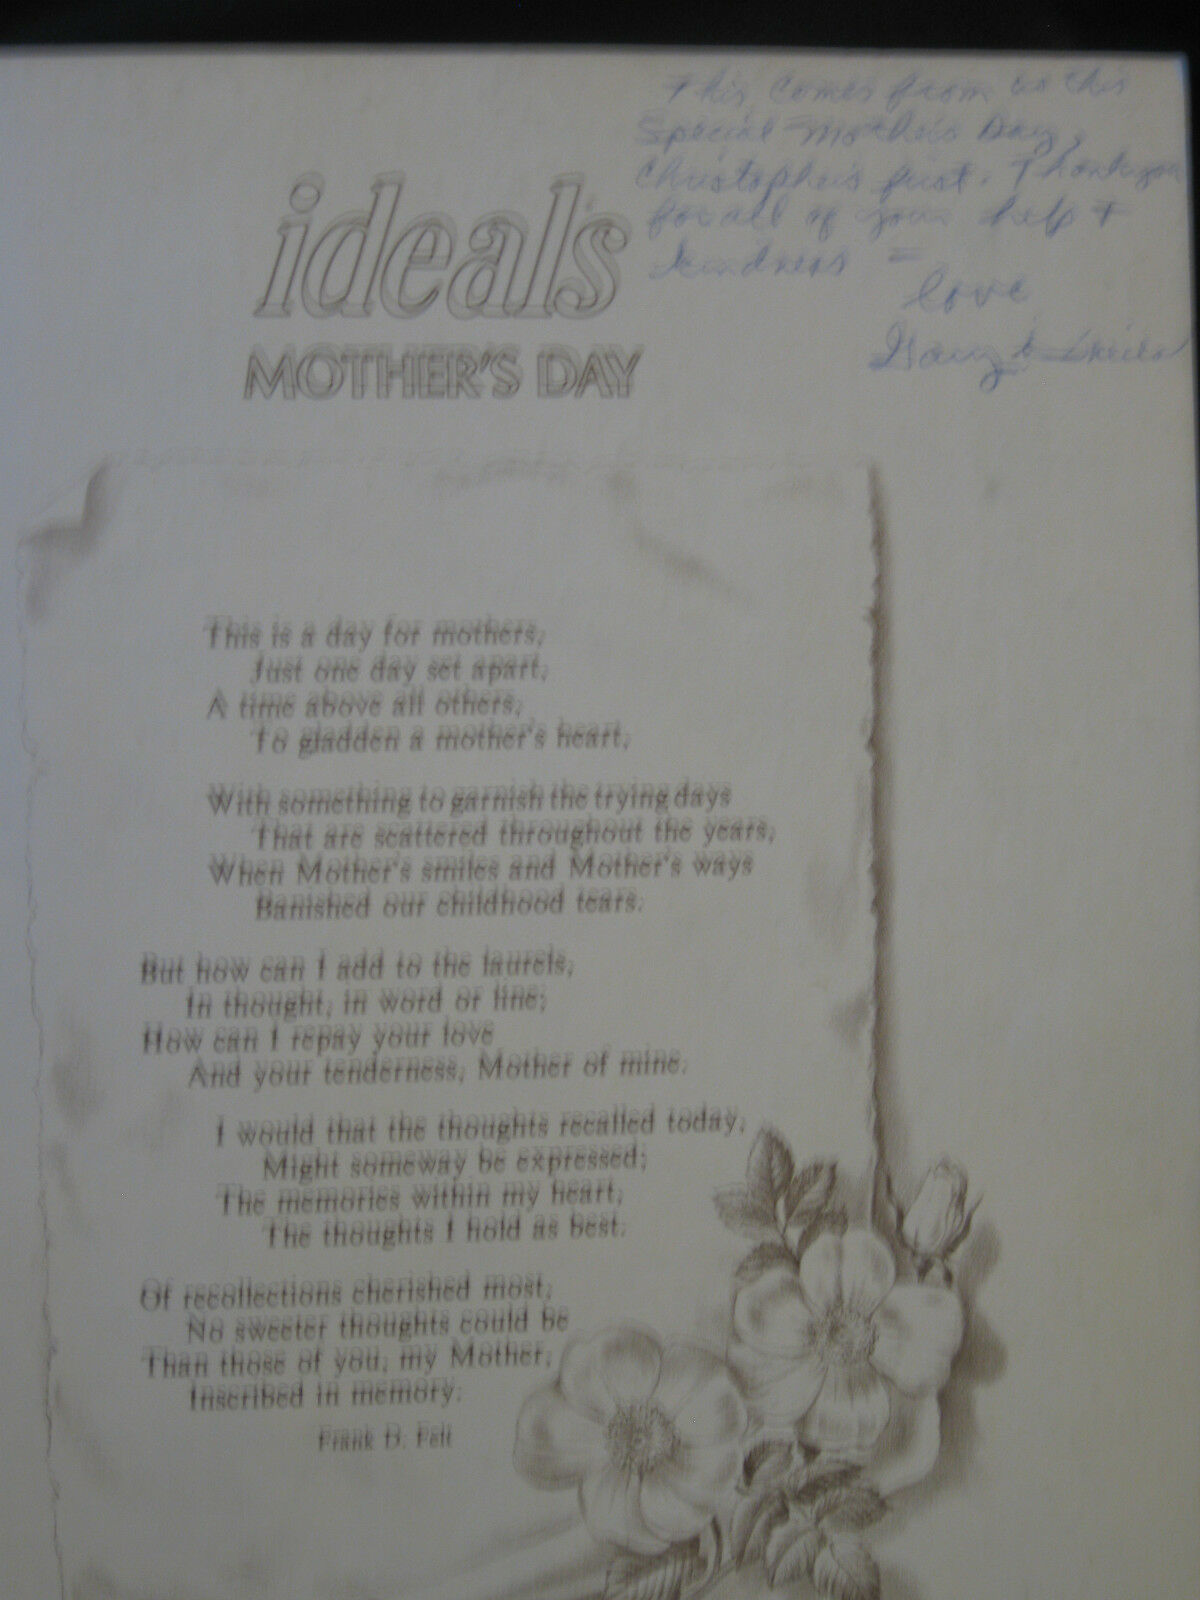 This comes from us this
Special Mother's Day,
Christopher's first. Thank you
for all of your help +
kindness =
love
Gary &
ideals
MOTHER'S DAY
This is a day for mothers,
Just one day set apart,
A time above all others,
To gladden a mother's heart,
With something to garnish the trying days
That are scattered throughout the years,
When Mother's smiles and Mother's ways
Banished our childhood tears.
But how can I add to the laurels,
In thought, in word or line;
How can I repay your love
And your tenderness, Mother of mine.
I would that the thoughts recalled today,
Might someway be expressed;
The memories within my heart,
The thoughts I hold as best.
Of recollections cherished most,
No sweeter thoughts could be
Than those of you, my Mother,
Inscribed in memory.
Frank D. Felt